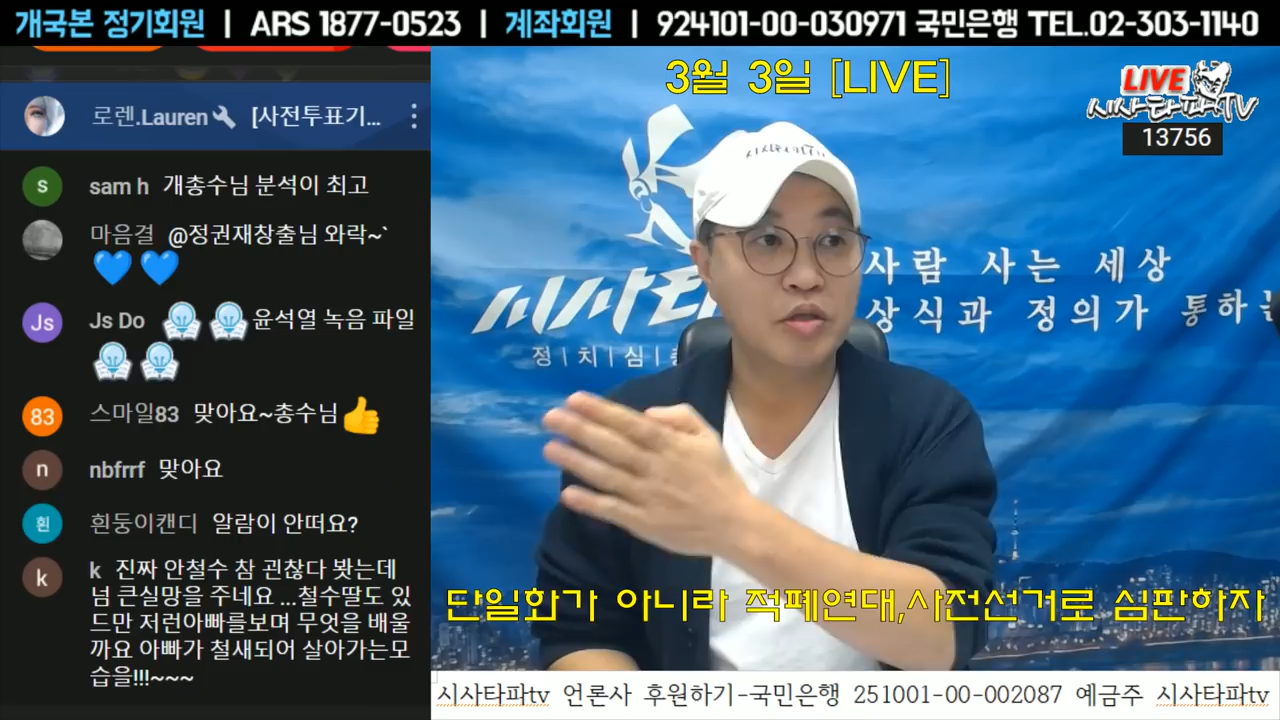 개국본 정기회원 | ARS 1877-0523 | 계좌회원 | 924101-00-030971 국민은행 TEL.02-303-1140
로렌.Lauren [사전투표기...
sam h 개총수님 분석이 최고
마음결 @정권재창출님 와락~`
Js Do 윤석열 녹음 파일
스마일83 맞아요~총수님
nbfrrf 맞아요
흰둥이캔디 알람이 안떠요?
k 진짜 안철수 참 괸찮다 봣는데
넘 큰실망을 주네요 ...철수딸도 있
드만 저런아빠를보며 무엇을 배울
까요 아빠가 철새되어 살아가는모
습을!!!~~~
S
Js
83
n
흰
k
3월 3일 [LIVE]
LIVE
시사타파TV
13756
시사타
정|치|심|층
사람 사는 세상
상식과 정의가 통하는
단일화가 아니라 적폐연대,사전선거로 심판하자
시사타파tv 언론사 후원하기-국민은행 251001-00-002087 예금주 시사타파tv